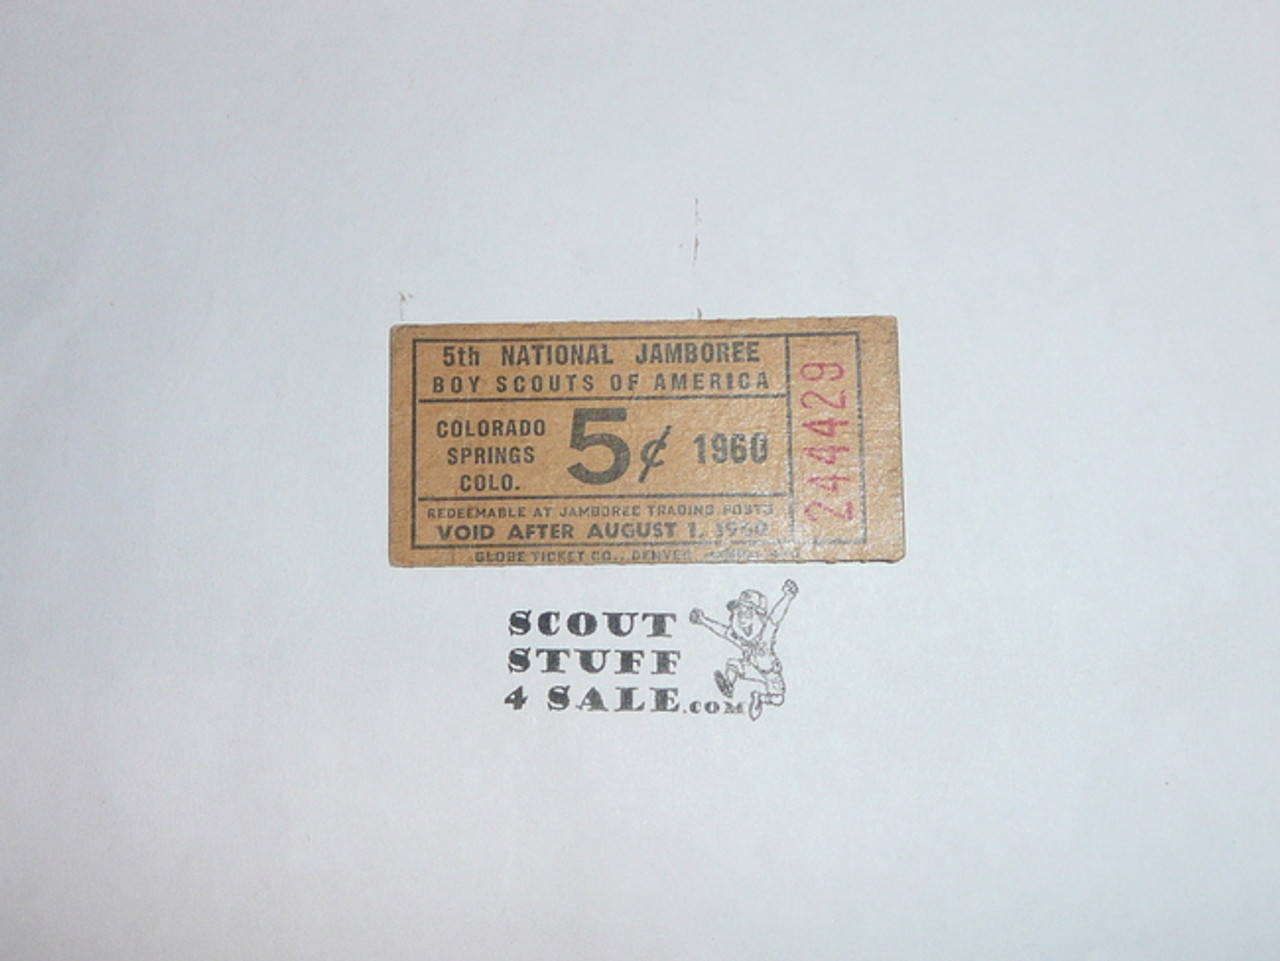 5th NATIONAL JAMBOREE
BOY SCOUTS OF AMERICA
COLORADO
SPRINGS
COLO.
5¢
1960
REDEEMABLE AT JAMBOREE TRADING POSTS
VOID AFTER AUGUST 1, 1960
GLOBE TICKET CO., DENVER
244429
SCOUT
STUFF
4 SALE.COM